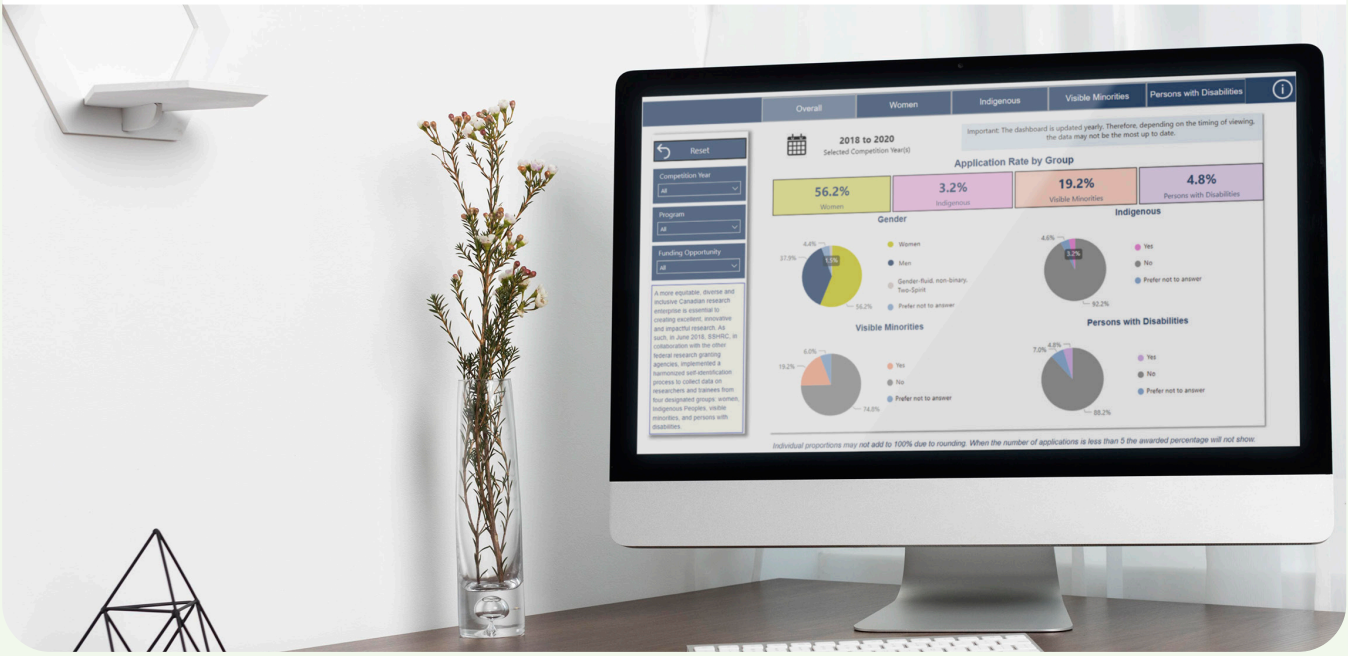 Overall
Women
Indigenous
Visible Minorities
Persons with Disabilities
i
Reset
Competition Year
All
Program
All
Funding Opportunity
All
A more equitable, diverse and
inclusive Canadian research
enterprise is essential to
creating excellent, innovative
and impactful research. As
such, in June 2018, SSHRC, in
collaboration with the other
federal research granting
agencies, implemented a
harmonized self-identification
process to collect data on
researchers and trainees from
four designated groups: women,
Indigenous Peoples, visible
minorities, and persons with
disabilities.
2018 to 2020
Selected Competition Year(s)
Important: The dashboard is updated yearly. Therefore, depending on the timing of viewing,
the data may not be the most up to date.
Application Rate by Group
56.2%
Women
3.2%
Indigenous
19.2%
Visible Minorities
4.8%
Persons with Disabilities
Gender
4.4%
1.5%
37.9%
56.2%
Women
Men
Gender-fluid, non-binary,
Two-Spirit
Prefer not to answer
Indigenous
4.6%
3.2%
92.2%
Yes
No
Prefer not to answer
Visible Minorities
6.0%
19.2%
74.8%
Yes
No
Prefer not to answer
Persons with Disabilities
4.8%
7.0%
88.2%
Yes
No
Prefer not to answer
Individual proportions may not add to 100% due to rounding. When the number of applications is less than 5 the awarded percentage will not show.